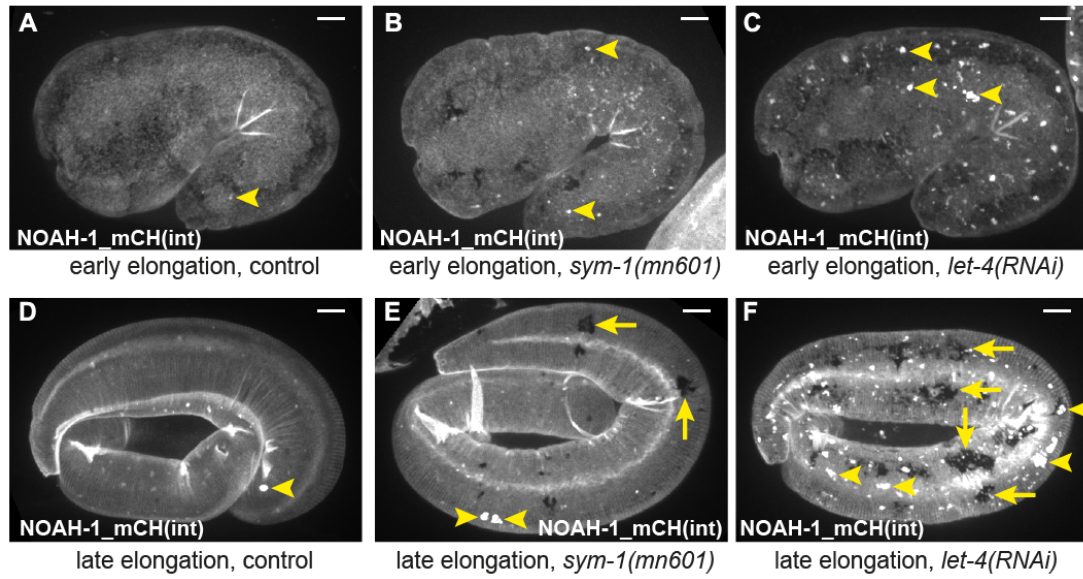 A
B
C
NOAH-1_mCH(int)
NOAH-1_mCH(int)
NOAH-1_mCH(int)
early elongation, control
early elongation, sym-1(mn601)
early elongation, let-4(RNAi)
D
E
F
NOAH-1_mCH(int)
NOAH-1_mCH(int)
NOAH-1_mCH(int)
late elongation, control
late elongation, sym-1(mn601)
late elongation, let-4(RNAi)